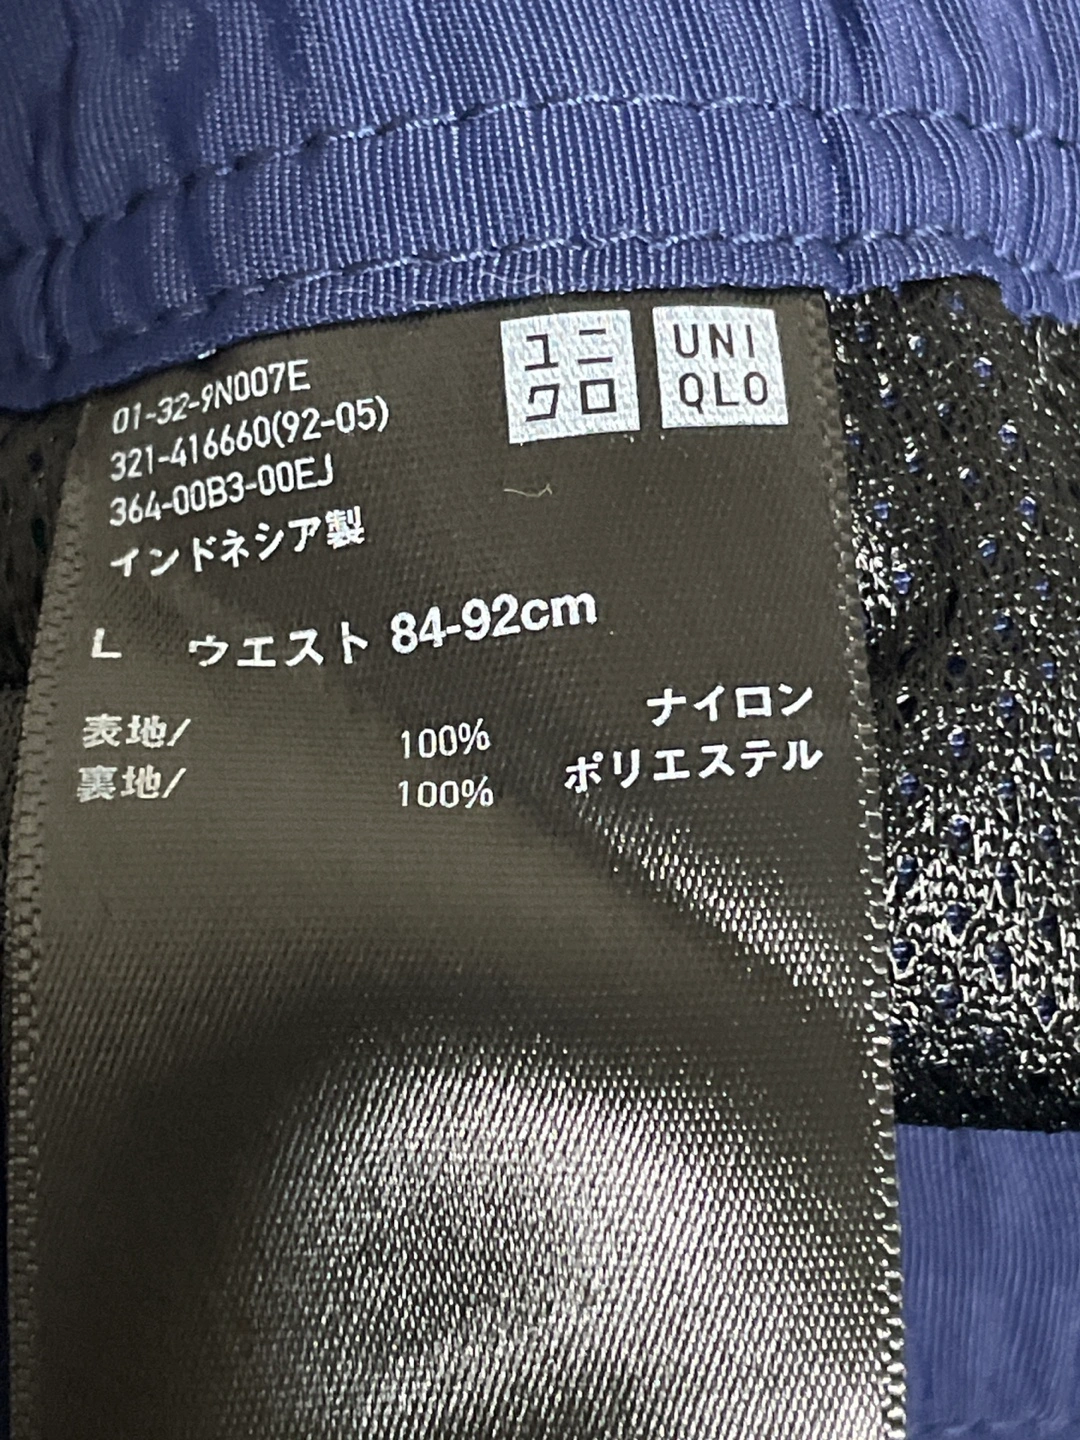 ユニ
クロ
UNI
QLO
01-32-9N007E
321-416660(92-05)
364-00B3-00EJ
インドネシア製
L ウエスト 84-92cm
表地/ 100% ナイロン
裏地/ 100% ポリエステル